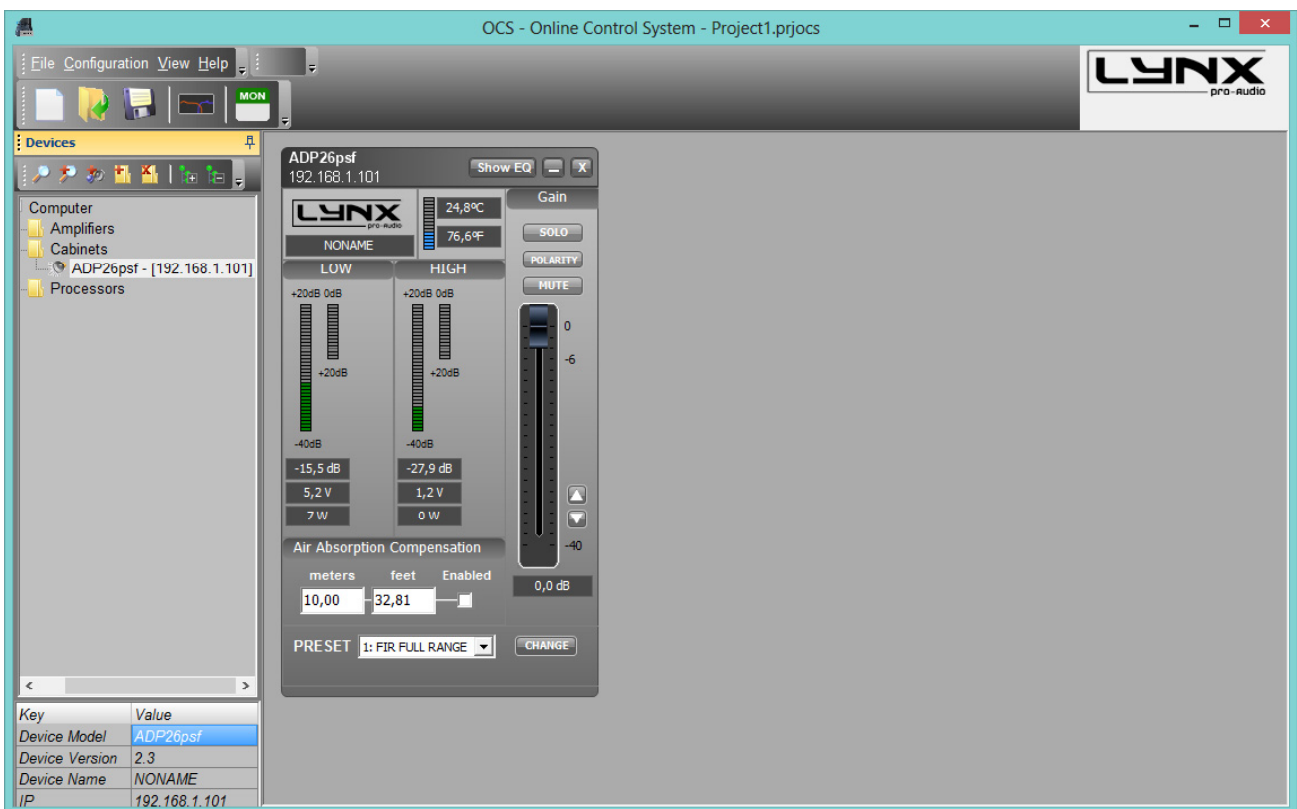 OCS - Online Control System - Project1.prjocs
File Configuration View Help
MON
LYNX
pro-audio
Devices
Computer
Amplifiers
Cabinets
ADP26psf - [192.168.1.101]
Processors
Key Value
Device Model ADP26psf
Device Version 2.3
Device Name NONAME
IP 192.168.1.101
ADP26psf
192.168.1.101
Show EQ
X
LYNX
pro-audio
NONAME
24,8ºC
76,6ºF
LOW HIGH
+20dB 0dB +20dB 0dB
+20dB +20dB
-40dB -40dB
-15,5 dB -27,9 dB
5,2 V 1,2 V
7 W 0 W
Gain
SOLO
POLARITY
MUTE
0
-6
-40
0,0 dB
Air Absorption Compensation
meters feet Enabled
10,00 32,81
PRESET 1: FIR FULL RANGE CHANGE